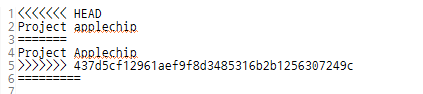 1 <<<<<<< HEAD
2 Project applechip
3 =======
4 Project Applechip
5 >>>>>>> 437d5cf12961aef9f8d3485316b2b1256307249c
6 =========
7